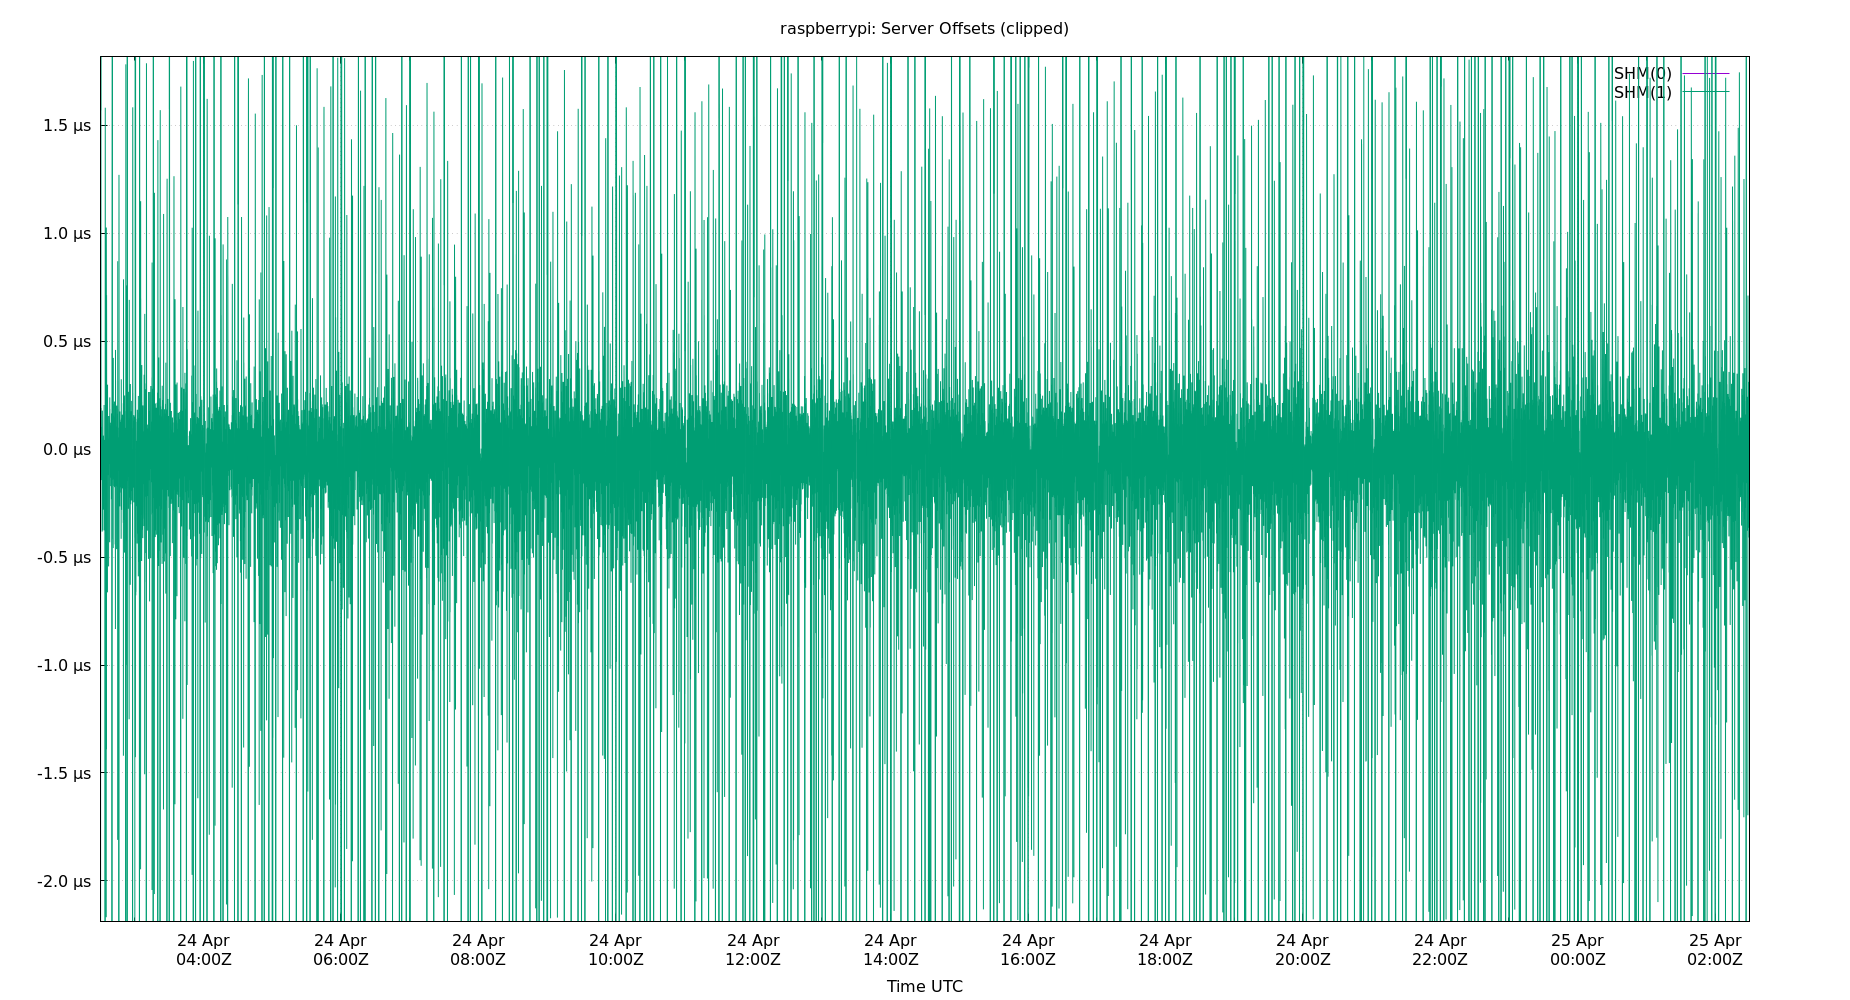 raspberrypi: Server Offsets (clipped)
SHM(0)
SHM(1)
1.5 µs
1.0 µs
0.5 µs
0.0 µs
-0.5 µs
-1.0 µs
-1.5 µs
-2.0 µs
24 Apr 24 Apr 24 Apr 24 Apr 24 Apr 24 Apr 24 Apr 24 Apr 24 Apr 24 Apr 25 Apr 25 Apr
04:00Z 06:00Z 08:00Z 10:00Z 12:00Z 14:00Z 16:00Z 18:00Z 20:00Z 22:00Z 00:00Z 02:00Z
Time UTC